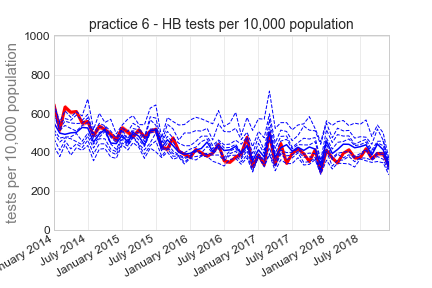 practice 6 - HB tests per 10,000 population
tests per 10,000 population
1000
800
600
400
200
0
nuary 2014
July 2014
January 2015
July 2015
January 2016
July 2016
January 2017
July 2017
January 2018
July 2018